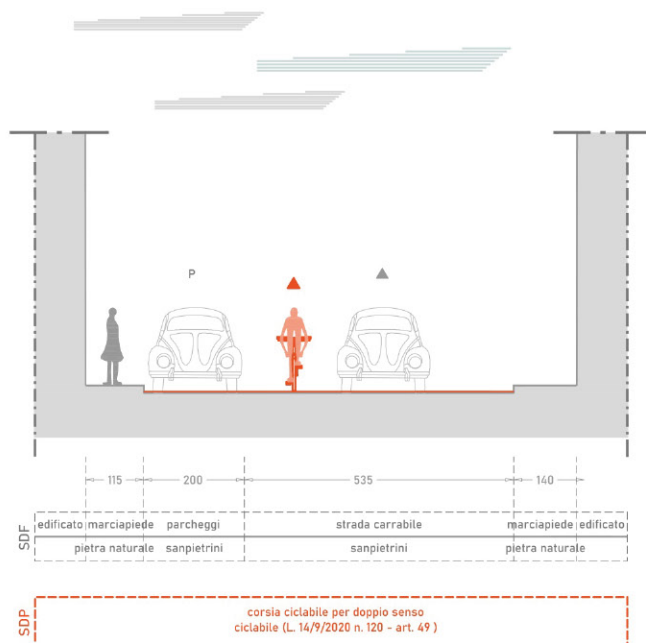 P
115 200 535 140
SDF
edificato marciapiede parcheggi strada carrabile marciapiede edificato
pietra naturale sanpietrini sanpietrini pietra naturale
SDP
corsia ciclabile per doppio senso
ciclabile (L. 14/9/2020 n. 120 - art. 49 )